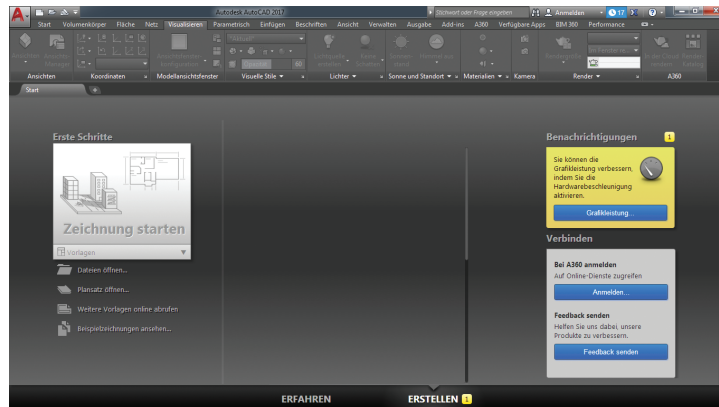 Autodesk AutoCAD 2017
Stichwort oder Frage eingeben
Anmelden
17
Start Volumenkörper Fläche Netz Visualisieren Parametrisch Einfügen Beschriften Ansicht Verwalten Ausgabe Add-ins A360 Verfügbare Apps BIM 360 Performance
Ansichten Koordinaten Modellansichtsfenster Visuelle Stile Lichter Sonne und Standort Materialien Kamera Render A360
Start
Erste Schritte
Zeichnung starten
Vorlagen
Dateien öffnen...
Plansatz öffnen...
Weitere Vorlagen online abrufen
Beispielzeichnungen ansehen...
Benachrichtigungen 1
Sie können die
Grafikleistung verbessern,
indem Sie die
Hardwarebeschleunigung
aktivieren.
Grafikleistung...
Verbinden
Bei A360 anmelden
Auf Online-Dienste zugreifen
Anmelden...
Feedback senden
Helfen Sie uns dabei, unsere
Produkte zu verbessern.
Feedback senden
ERFAHREN ERSTELLEN 1